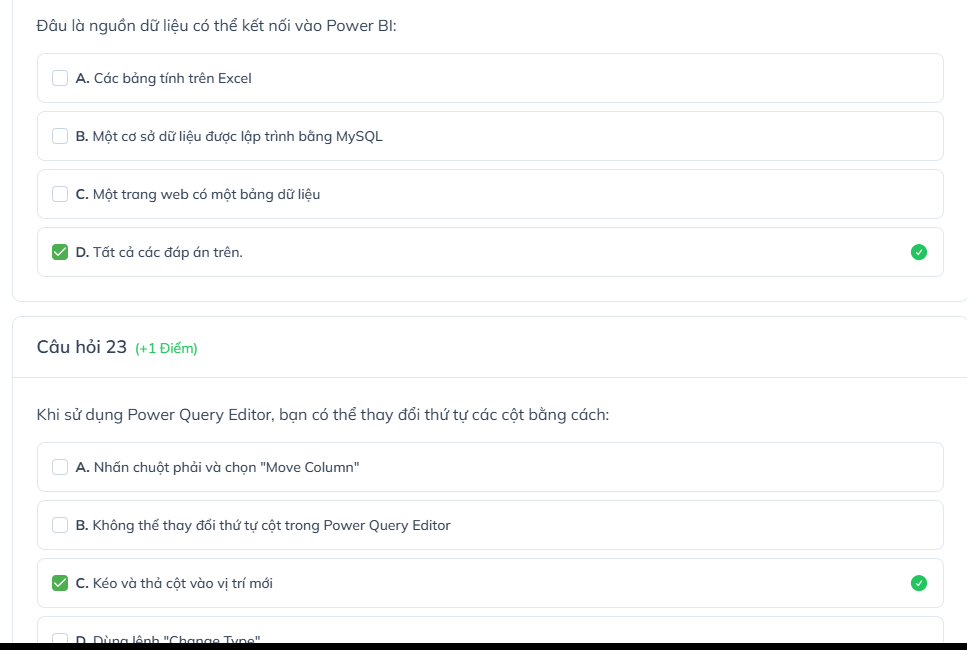 Đâu là nguồn dữ liệu có thể kết nối vào Power BI:
A. Các bảng tính trên Excel
B. Một cơ sở dữ liệu được lập trình bằng MySQL
C. Một trang web có một bảng dữ liệu
D. Tất cả các đáp án trên.
Câu hỏi 23 (+1 Điểm)
Khi sử dụng Power Query Editor, bạn có thể thay đổi thứ tự các cột bằng cách:
A. Nhấn chuột phải và chọn "Move Column"
B. Không thể thay đổi thứ tự cột trong Power Query Editor
C. Kéo và thả cột vào vị trí mới
D. Dùng lệnh "Change Type"